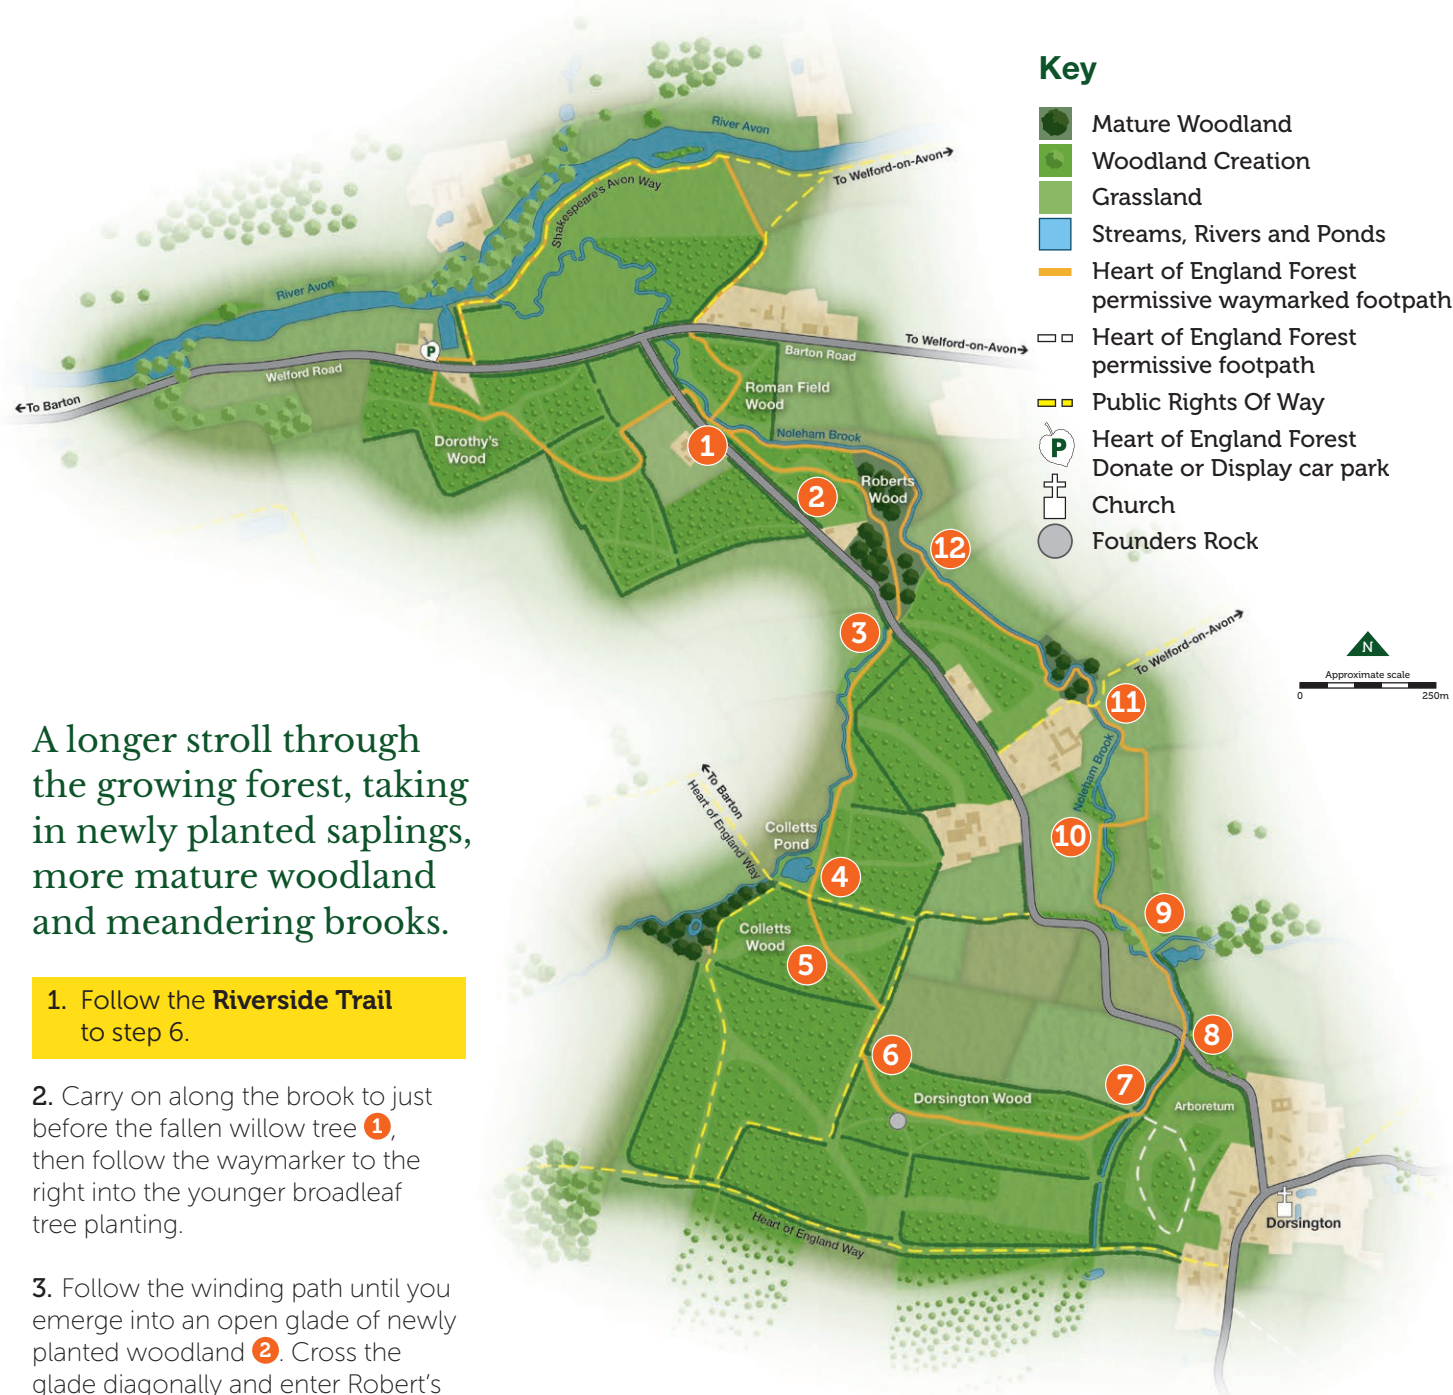 River Avon
Shakespeare's Avon Way
To Welford-on-Avon
River Avon
P
Welford Road
To Barton
Barton Road
To Welford-on-Avon
Roman Field
Wood
Dorothy's
Wood
Noleham Brook
1
2
Roberts
Wood
12
3
To Welford-on-Avon
11
Noleham Brook
10
To Barton
Heart of England Way
Colletts
Pond
4
Colletts
Wood
5
9
8
6
7
Dorsington Wood
Arboretum
Heart of England Way
Dorsington
Key
Mature Woodland
Woodland Creation
Grassland
Streams, Rivers and Ponds
Heart of England Forest
permissive waymarked footpath
Heart of England Forest
permissive footpath
Public Rights Of Way
P
Heart of England Forest
Donate or Display car park
Church
Founders Rock
N
Approximate scale
0 250m
A longer stroll through
the growing forest, taking
in newly planted saplings,
more mature woodland
and meandering brooks.
1. Follow the Riverside Trail
to step 6.
2. Carry on along the brook to just
before the fallen willow tree 1,
then follow the waymarker to the
right into the younger broadleaf
tree planting.
3. Follow the winding path until you
emerge into an open glade of newly
planted woodland 2. Cross the
glade diagonally and enter Robert's